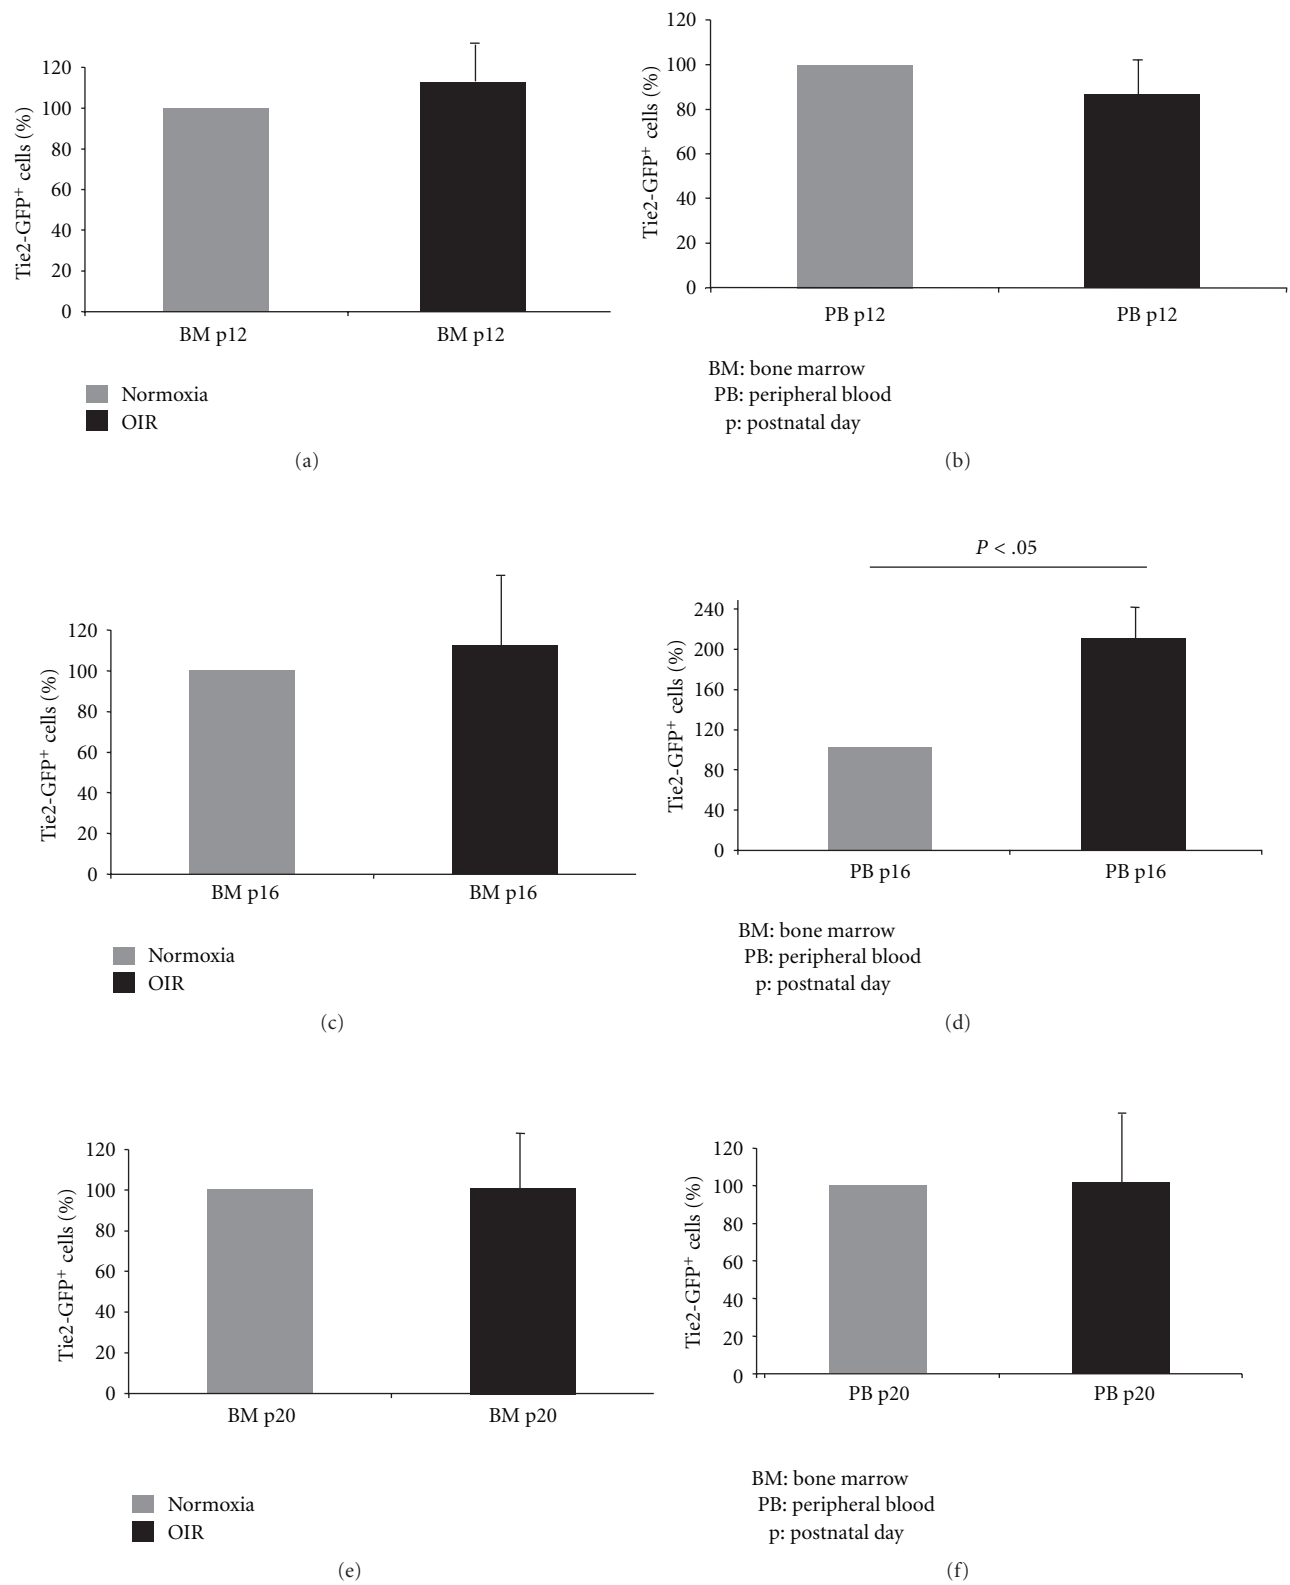 Tie2-GFP+ cells (%)
120
100
80
60
40
20
0
BM p12
BM p12
Normoxia
OIR
(a)
Tie2-GFP+ cells (%)
120
100
80
60
40
20
0
PB p12
PB p12
BM: bone marrow
PB: peripheral blood
p: postnatal day
(b)
Tie2-GFP+ cells (%)
120
100
80
60
40
20
0
BM p16
BM p16
Normoxia
OIR
(c)
P < .05
Tie2-GFP+ cells (%)
240
200
160
120
80
40
0
PB p16
PB p16
BM: bone marrow
PB: peripheral blood
p: postnatal day
(d)
Tie2-GFP+ cells (%)
120
100
80
60
40
20
0
BM p20
BM p20
Normoxia
OIR
(e)
Tie2-GFP+ cells (%)
120
100
80
60
40
20
0
PB p20
PB p20
BM: bone marrow
PB: peripheral blood
p: postnatal day
(f)